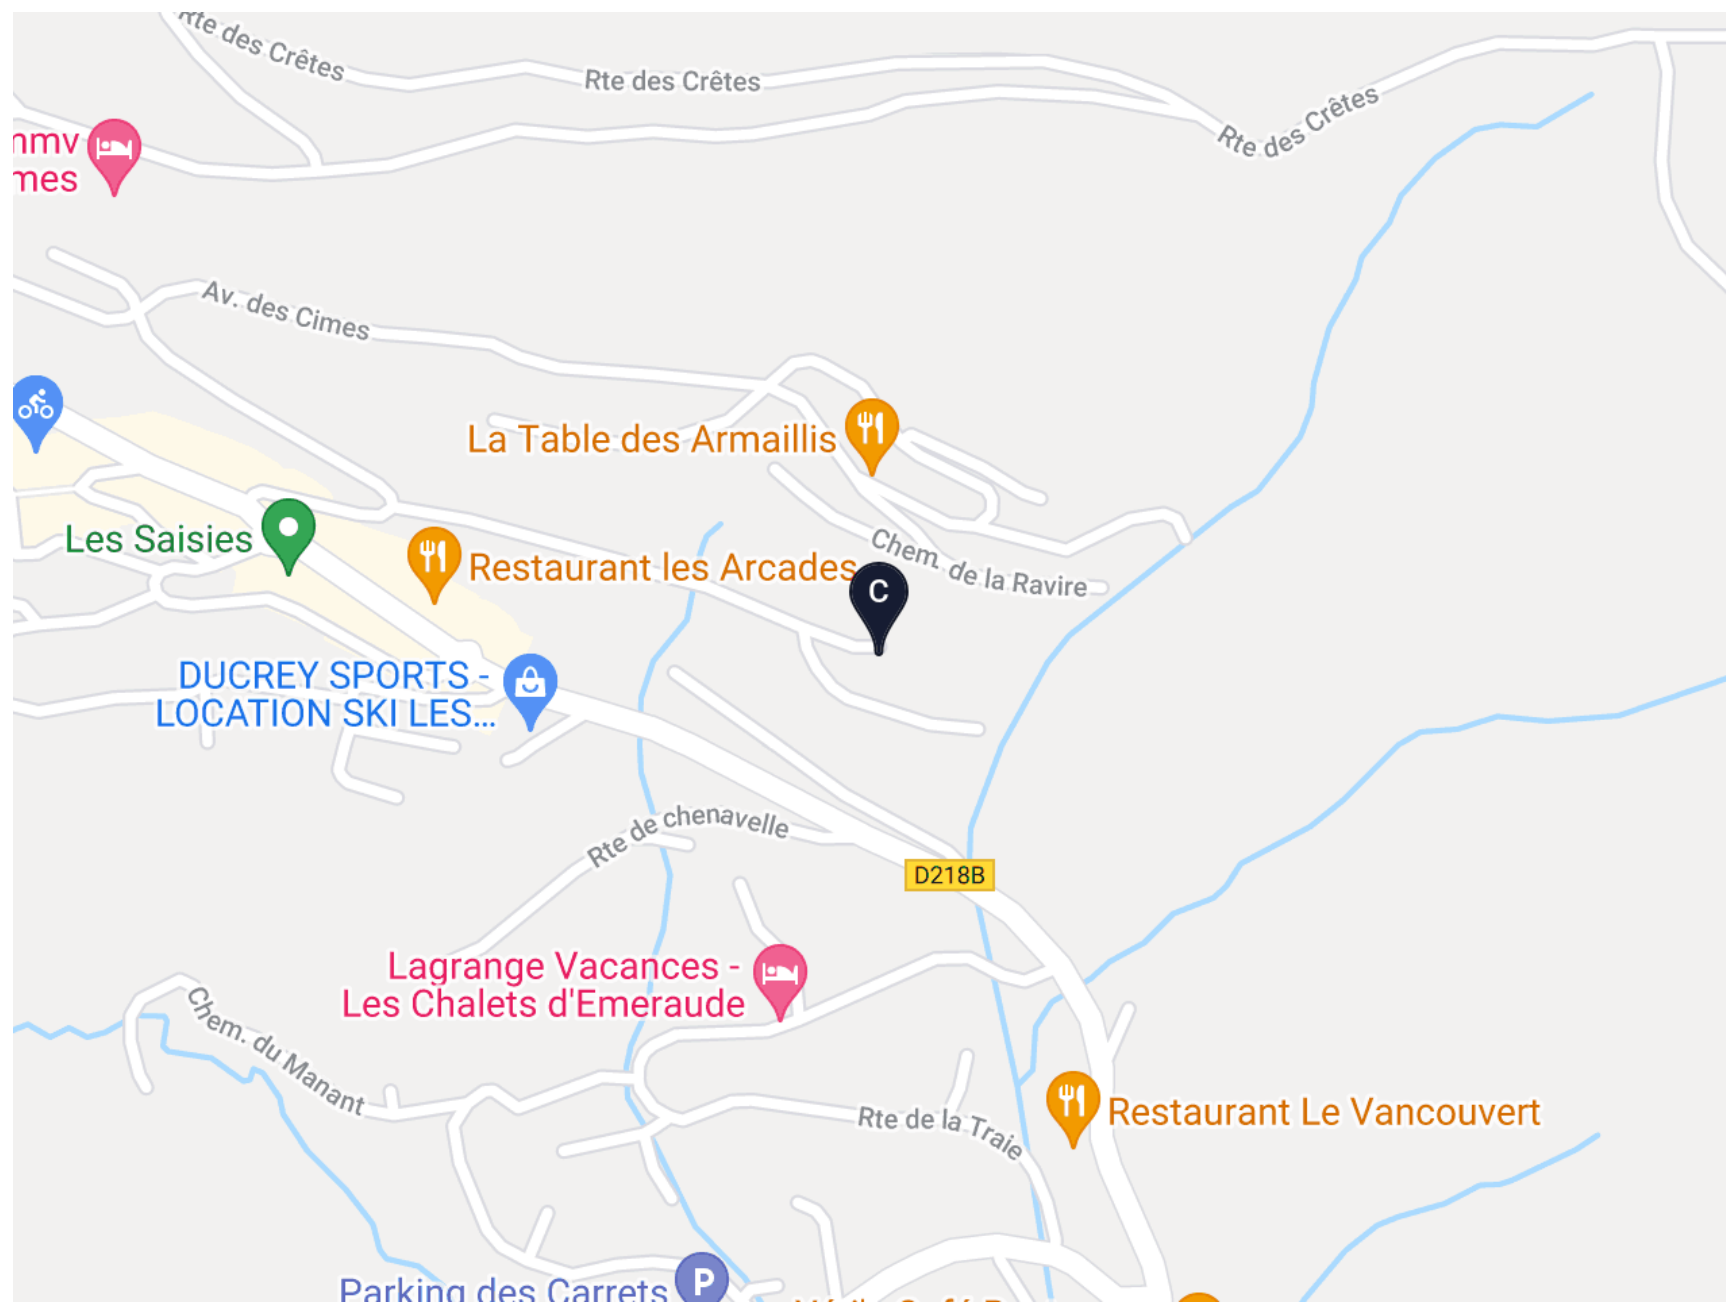 Rte des Crêtes
Rte des Crêtes
Rte des Crêtes
mes
Av. des Cimes
La Table des Armaillis
Les Saisies
Restaurant les Arcades
Chem. de la Ravire
C
DUCREY SPORTS -
LOCATION SKI LES...
Rte de chenavelle
D218B
Lagrange Vacances -
Les Chalets d'Emeraude
Chem. du Manant
Rte de la Traie
Restaurant Le Vancouvert
Parking des Carrets
P